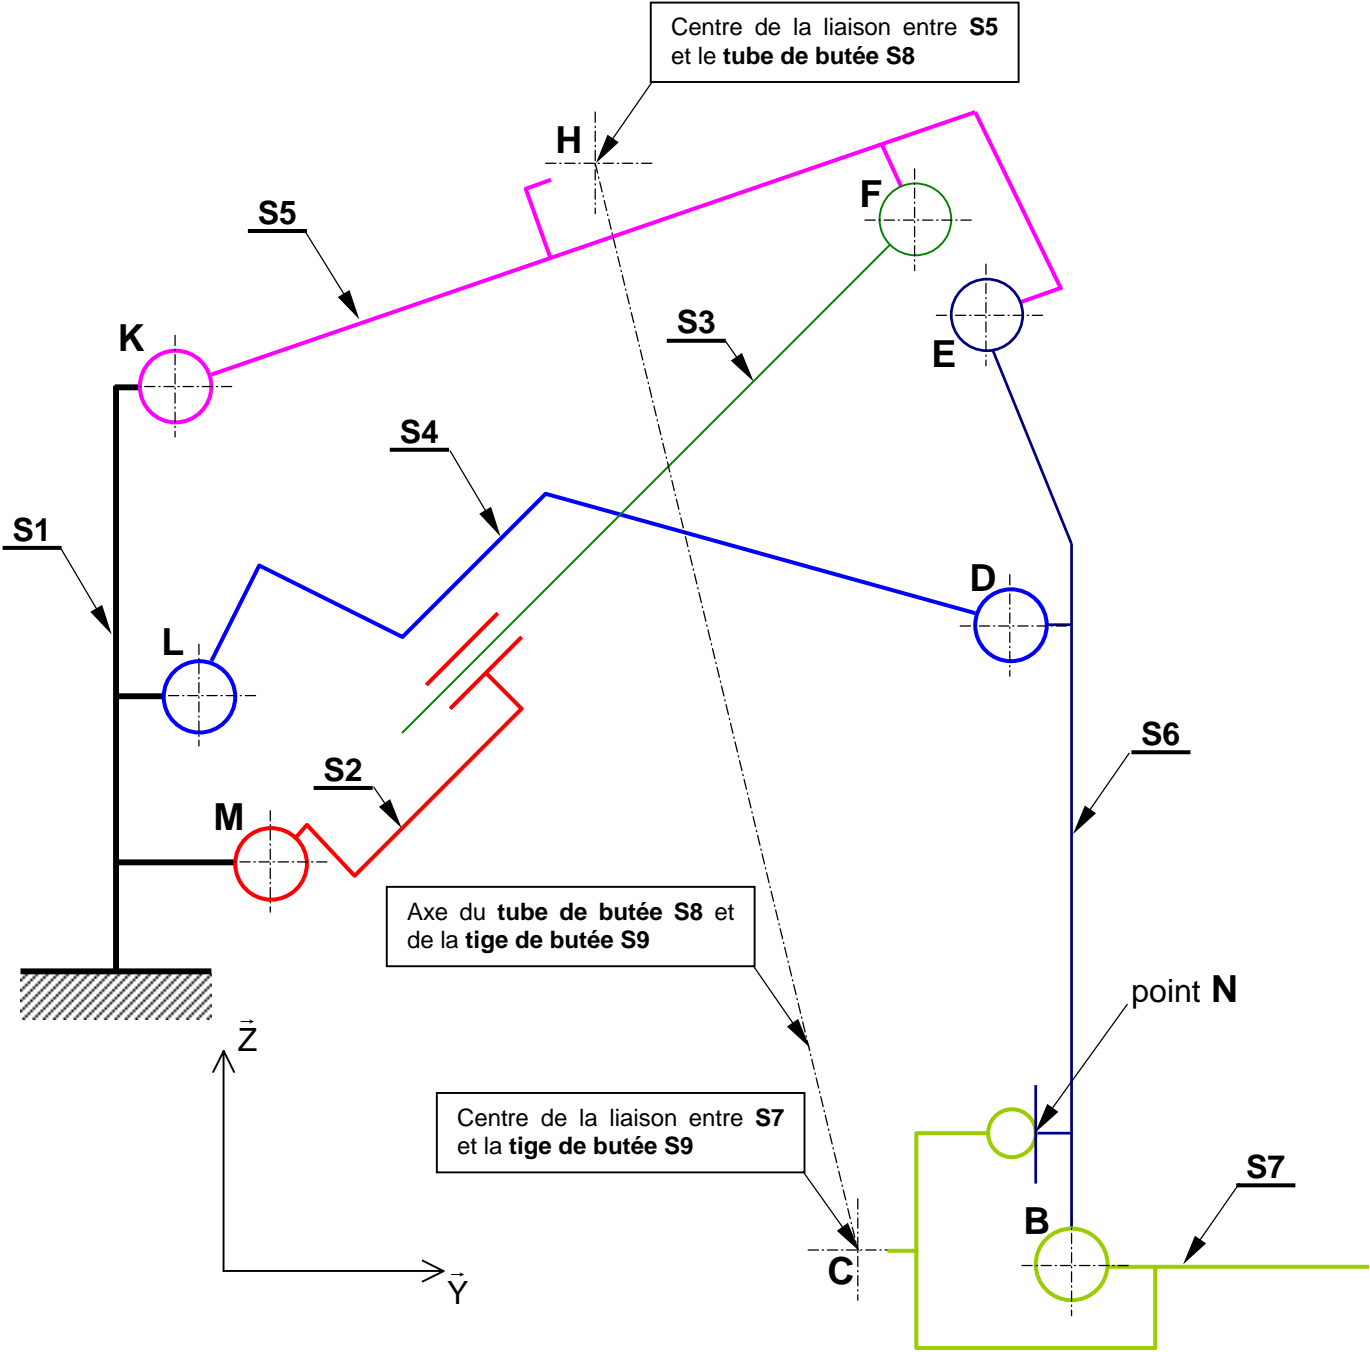 Centre de la liaison entre S5
et le tube de butée S8
H
F
S5
S3
K
E
S4
S1
D
L
S6
S2
M
Axe du tube de butée S8 et
de la tige de butée S9
point N
Z
Centre de la liaison entre S7
et la tige de butée S9
S7
B
C
Y